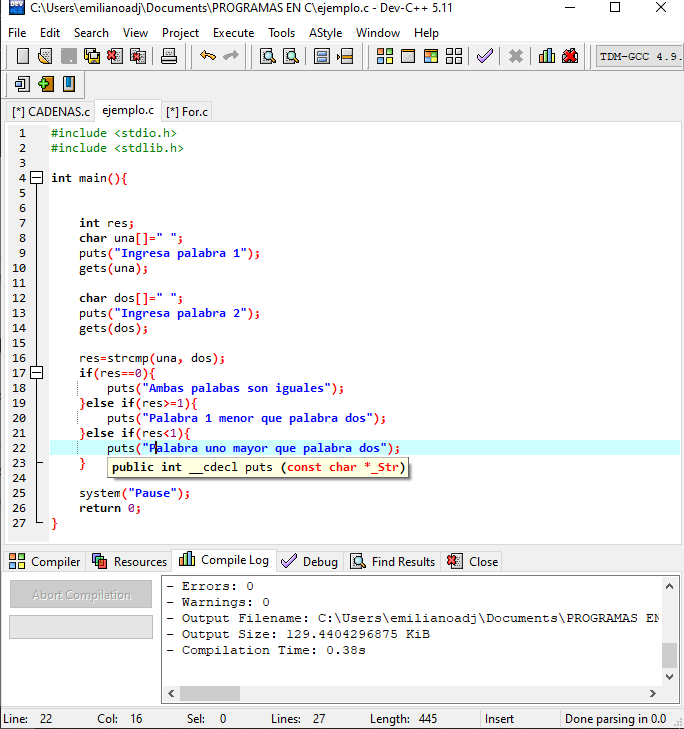 C:\Users\emilianoadj\Documents\PROGRAMAS EN C\ejemplo.c - Dev-C++ 5.11
File Edit Search View Project Execute Tools AStyle Window Help
TDM-GCC 4.9.
[*] CADENAS.c ejemplo.c [*] For.c
1 #include <stdio.h>
2 #include <stdlib.h>
3
4 int main(){
5
6
7 int res;
8 char una[]=" ";
9 puts("Ingresa palabra 1");
10 gets(una);
11
12 char dos[]=" ";
13 puts("Ingresa palabra 2");
14 gets(dos);
15
16 res=strcmp(una, dos);
17 if(res==0){
18 puts("Ambas palabas son iguales");
19 }else if(res>=1){
20 puts("Palabra 1 menor que palabra dos");
21 }else if(res<1){
22 puts("Palabra uno mayor que palabra dos");
23 }
public int __cdecl puts (const char *_Str)
24
25 system("Pause");
26 return 0;
27 }
Compiler Resources Compile Log Debug Find Results Close
Abort Compilation
- Errors: 0
- Warnings: 0
- Output Filename: C:\Users\emilianoadj\Documents\PROGRAMAS EN
- Output Size: 129.4404296875 KiB
- Compilation Time: 0.38s
Line: 22 Col: 16 Sel: 0 Lines: 27 Length: 445 Insert Done parsing in 0.0